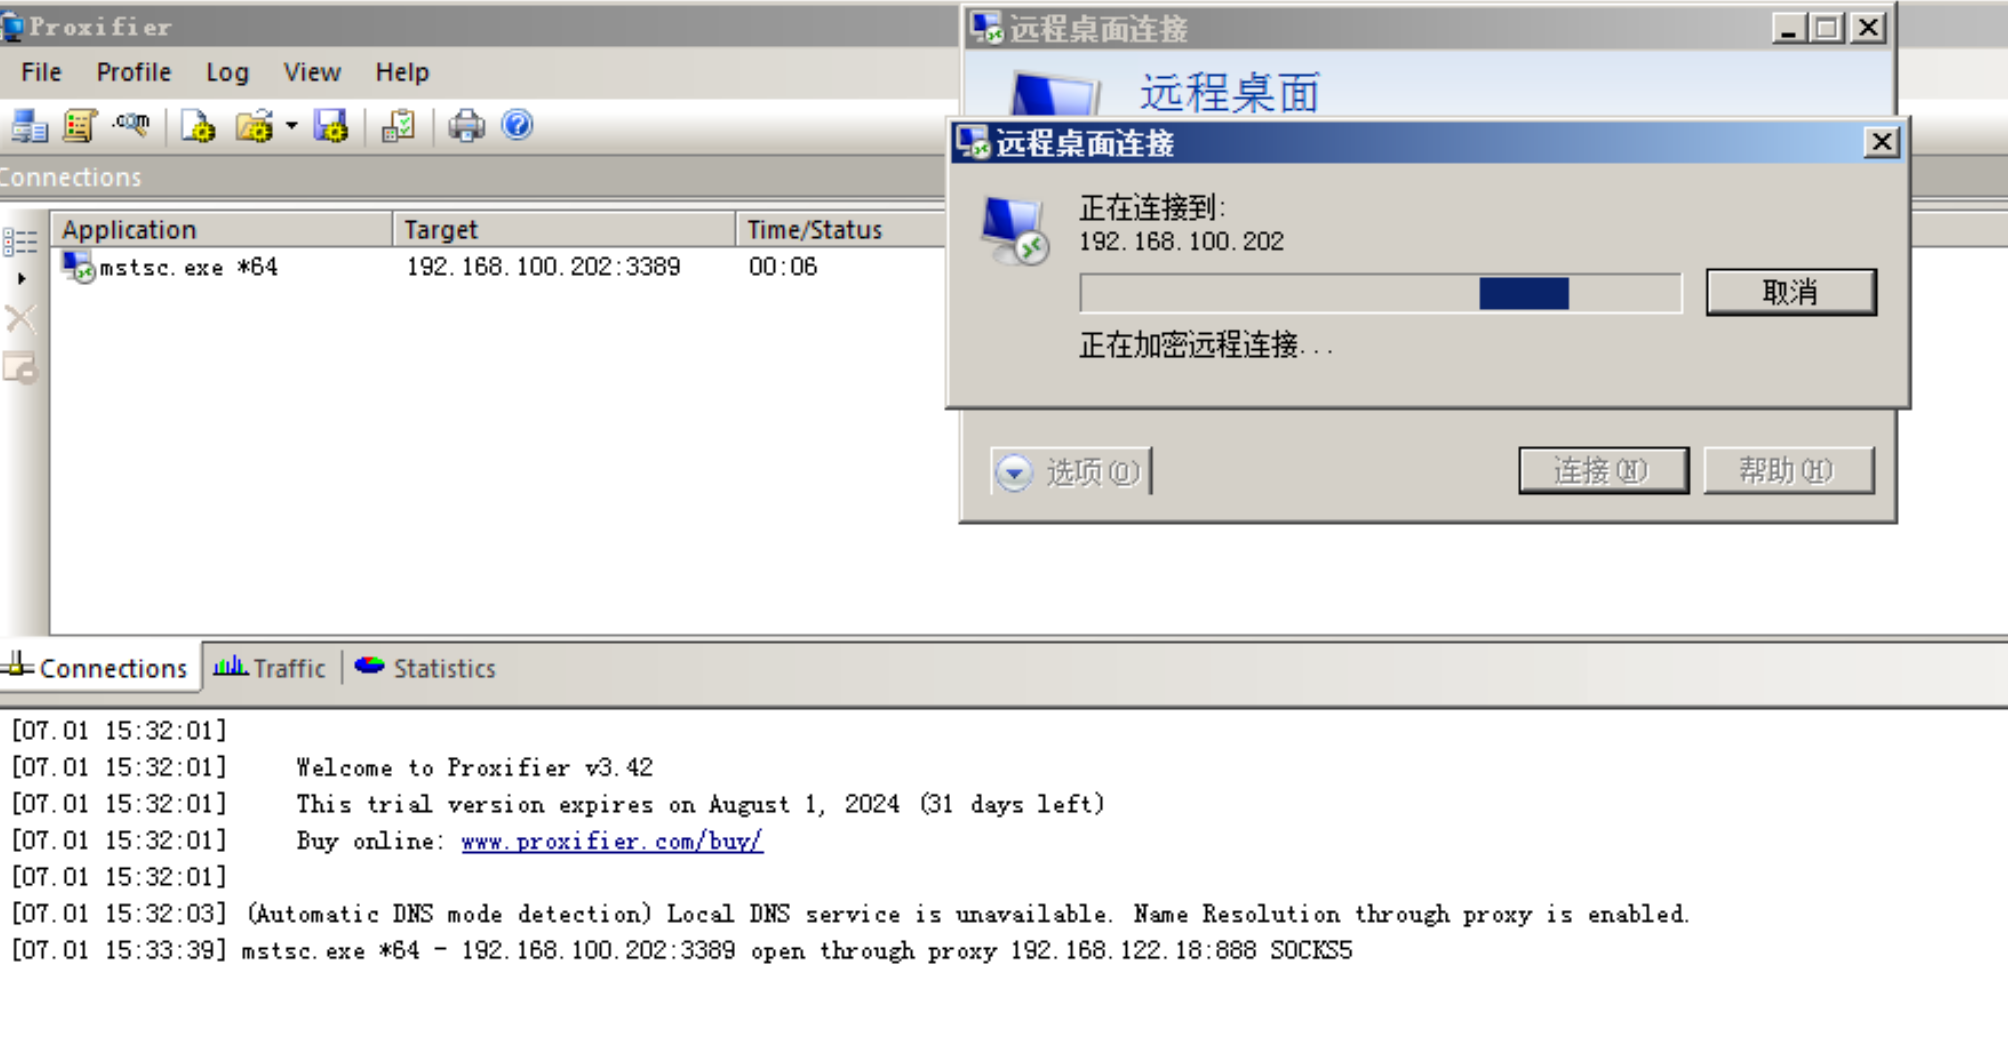 Proxifier
File Profile Log View Help
.com
Connections
Application Target Time/Status
mstsc.exe *64 192.168.100.202:3389 00:06
远程桌面连接
远程桌面
远程桌面连接
正在连接到:
192.168.100.202
取消
正在加密远程连接...
选项(O) 连接(N) 帮助(H)
Connections Traffic Statistics
[07.01 15:32:01]
[07.01 15:32:01] Welcome to Proxifier v3.42
[07.01 15:32:01] This trial version expires on August 1, 2024 (31 days left)
[07.01 15:32:01] Buy online: www.proxifier.com/buy/
[07.01 15:32:01]
[07.01 15:32:03] (Automatic DNS mode detection) Local DNS service is unavailable. Name Resolution through proxy is enabled.
[07.01 15:33:39] mstsc.exe *64 - 192.168.100.202:3389 open through proxy 192.168.122.18:888 SOCKS5